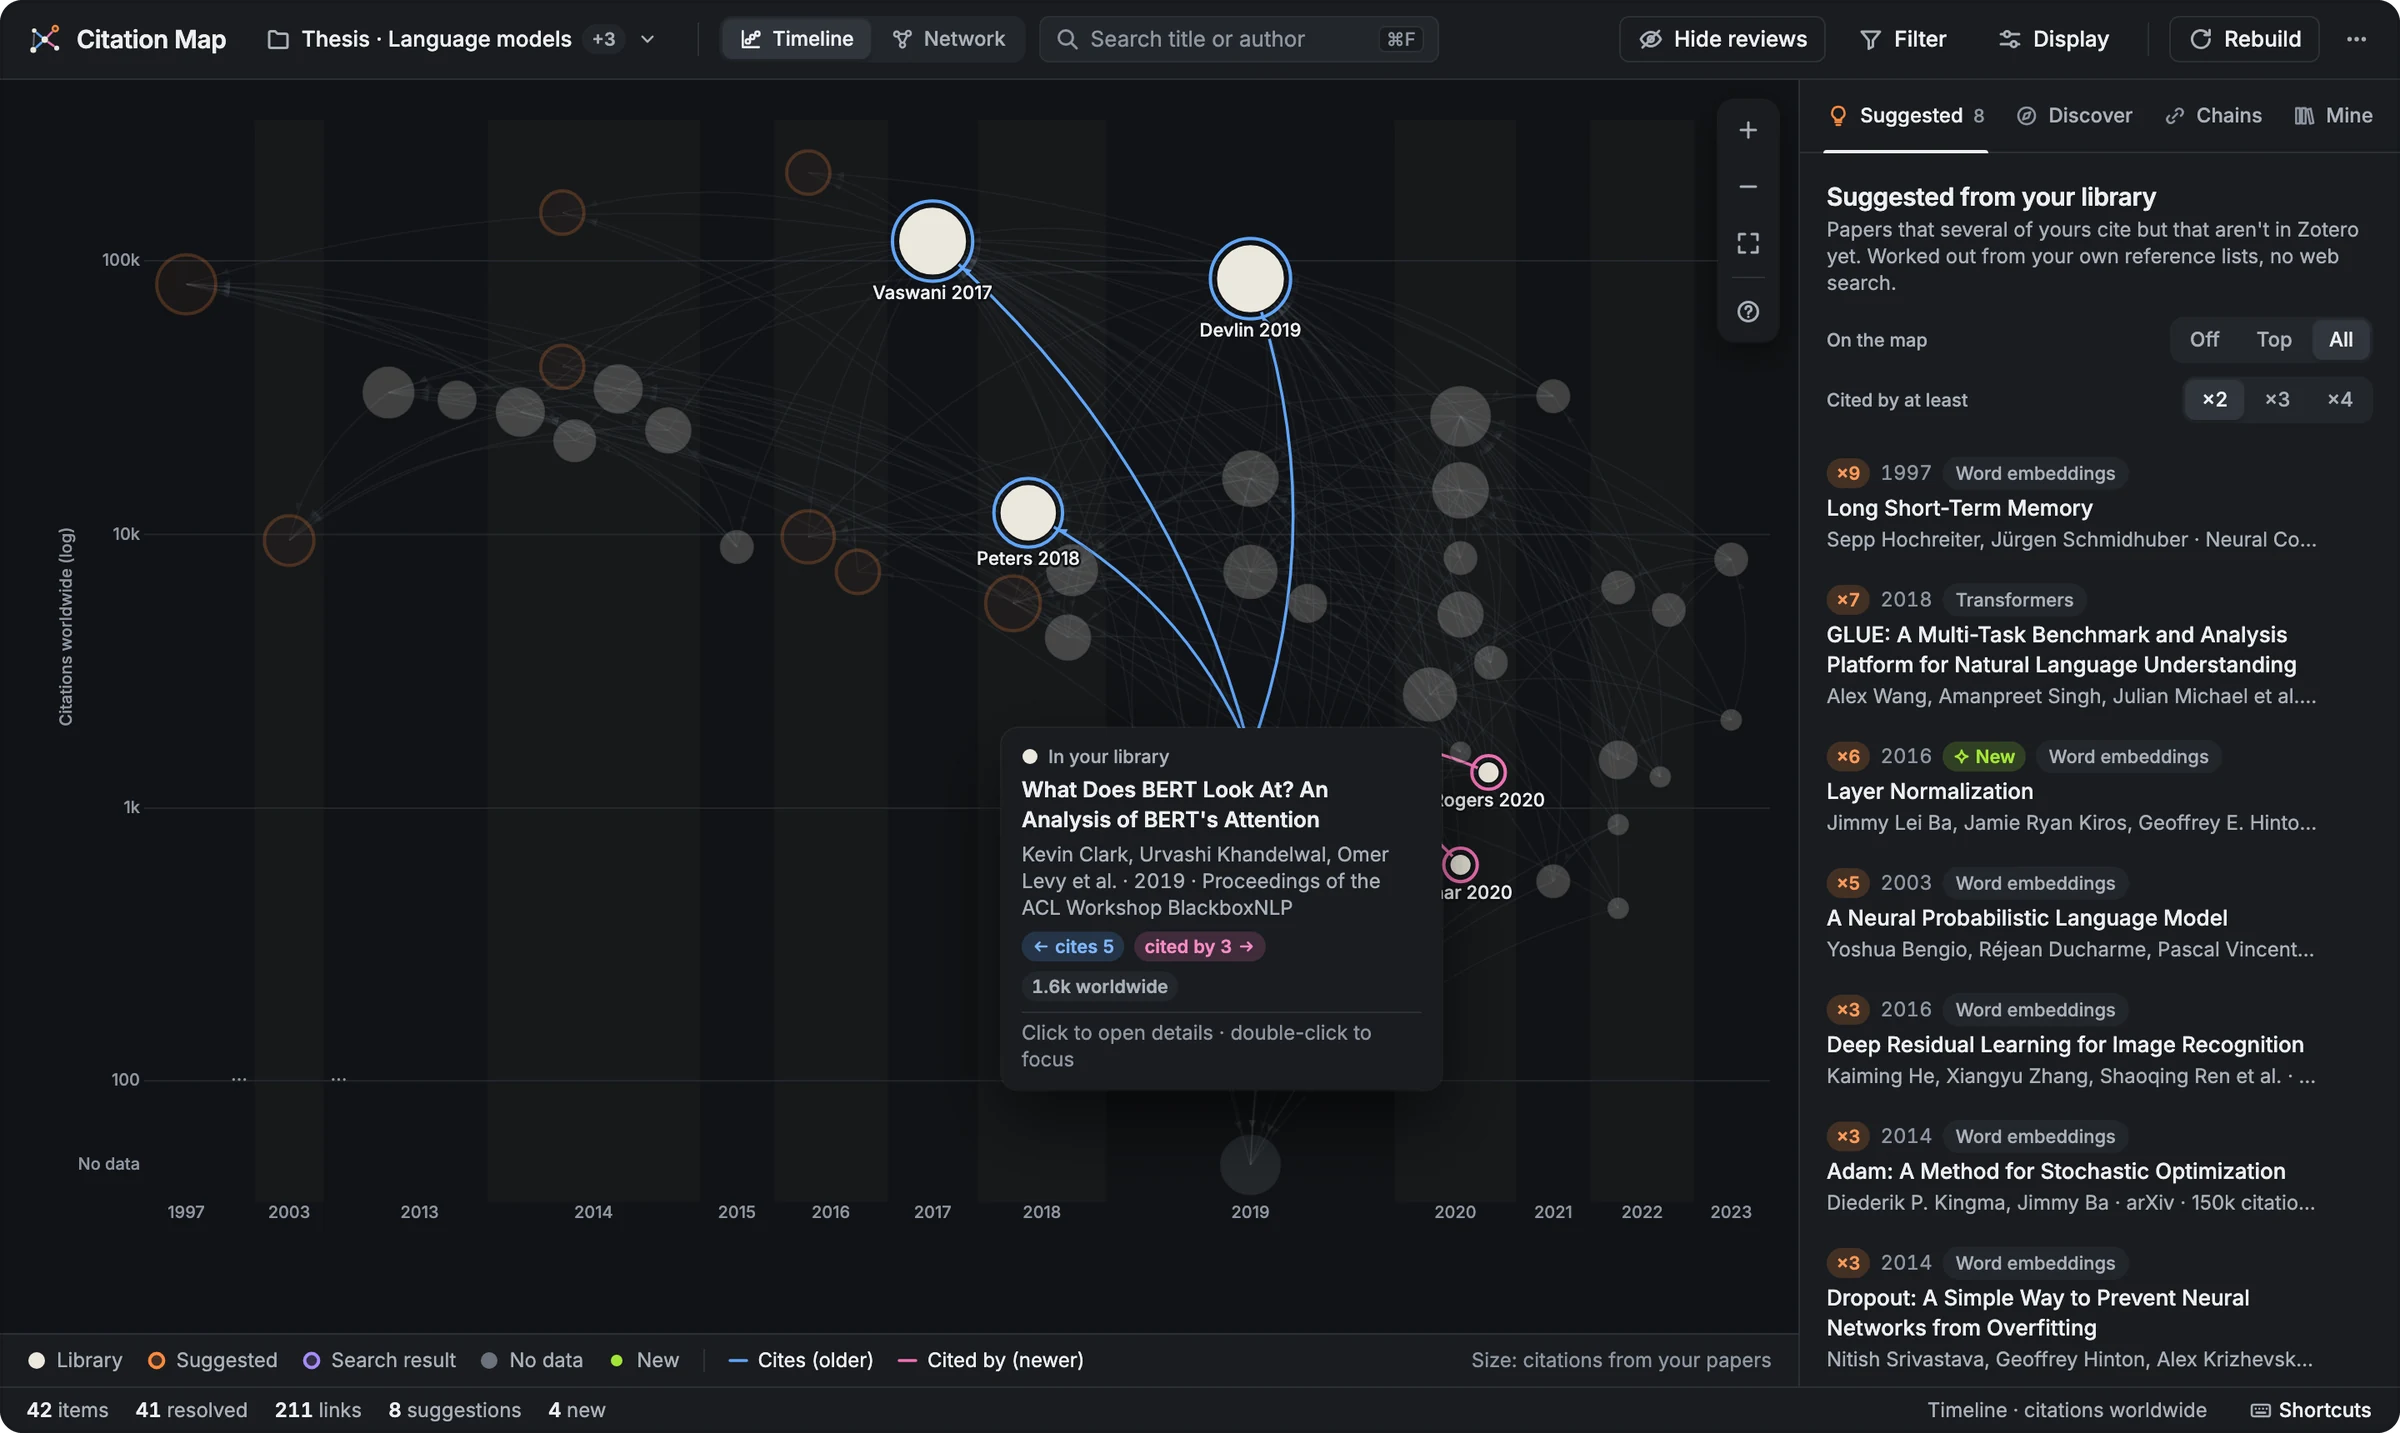 Citation Map
Thesis · Language models +3
Timeline
Network
Search title or author ⌘F
Hide reviews
Filter
Display
Rebuild
100k
10k
1k
100
No data
Citations worldwide (log)
Vaswani 2017
Devlin 2019
Peters 2018
ogers 2020
ar 2020
In your library
What Does BERT Look At? An
Analysis of BERT's Attention
Kevin Clark, Urvashi Khandelwal, Omer
Levy et al. · 2019 · Proceedings of the
ACL Workshop BlackboxNLP
← cites 5 cited by 3 →
1.6k worldwide
Click to open details · double-click to
focus
1997 2003 2013 2014 2015 2016 2017 2018 2019 2020 2021 2022 2023
Library Suggested Search result No data New Cites (older) Cited by (newer)
Size: citations from your papers
42 items 41 resolved 211 links 8 suggestions 4 new
Timeline · citations worldwide
Shortcuts
Suggested 8 Discover Chains Mine
Suggested from your library
Papers that several of yours cite but that aren't in Zotero
yet. Worked out from your own reference lists, no web
search.
On the map Off Top All
Cited by at least ×2 ×3 ×4
×9 1997 Word embeddings
Long Short-Term Memory
Sepp Hochreiter, Jürgen Schmidhuber · Neural Co...
×7 2018 Transformers
GLUE: A Multi-Task Benchmark and Analysis
Platform for Natural Language Understanding
Alex Wang, Amanpreet Singh, Julian Michael et al....
×6 2016 New Word embeddings
Layer Normalization
Jimmy Lei Ba, Jamie Ryan Kiros, Geoffrey E. Hinto...
×5 2003 Word embeddings
A Neural Probabilistic Language Model
Yoshua Bengio, Réjean Ducharme, Pascal Vincent...
×3 2016 Word embeddings
Deep Residual Learning for Image Recognition
Kaiming He, Xiangyu Zhang, Shaoqing Ren et al. · ...
×3 2014 Word embeddings
Adam: A Method for Stochastic Optimization
Diederik P. Kingma, Jimmy Ba · arXiv · 150k citatio...
×3 2014 Word embeddings
Dropout: A Simple Way to Prevent Neural
Networks from Overfitting
Nitish Srivastava, Geoffrey Hinton, Alex Krizhevsk...